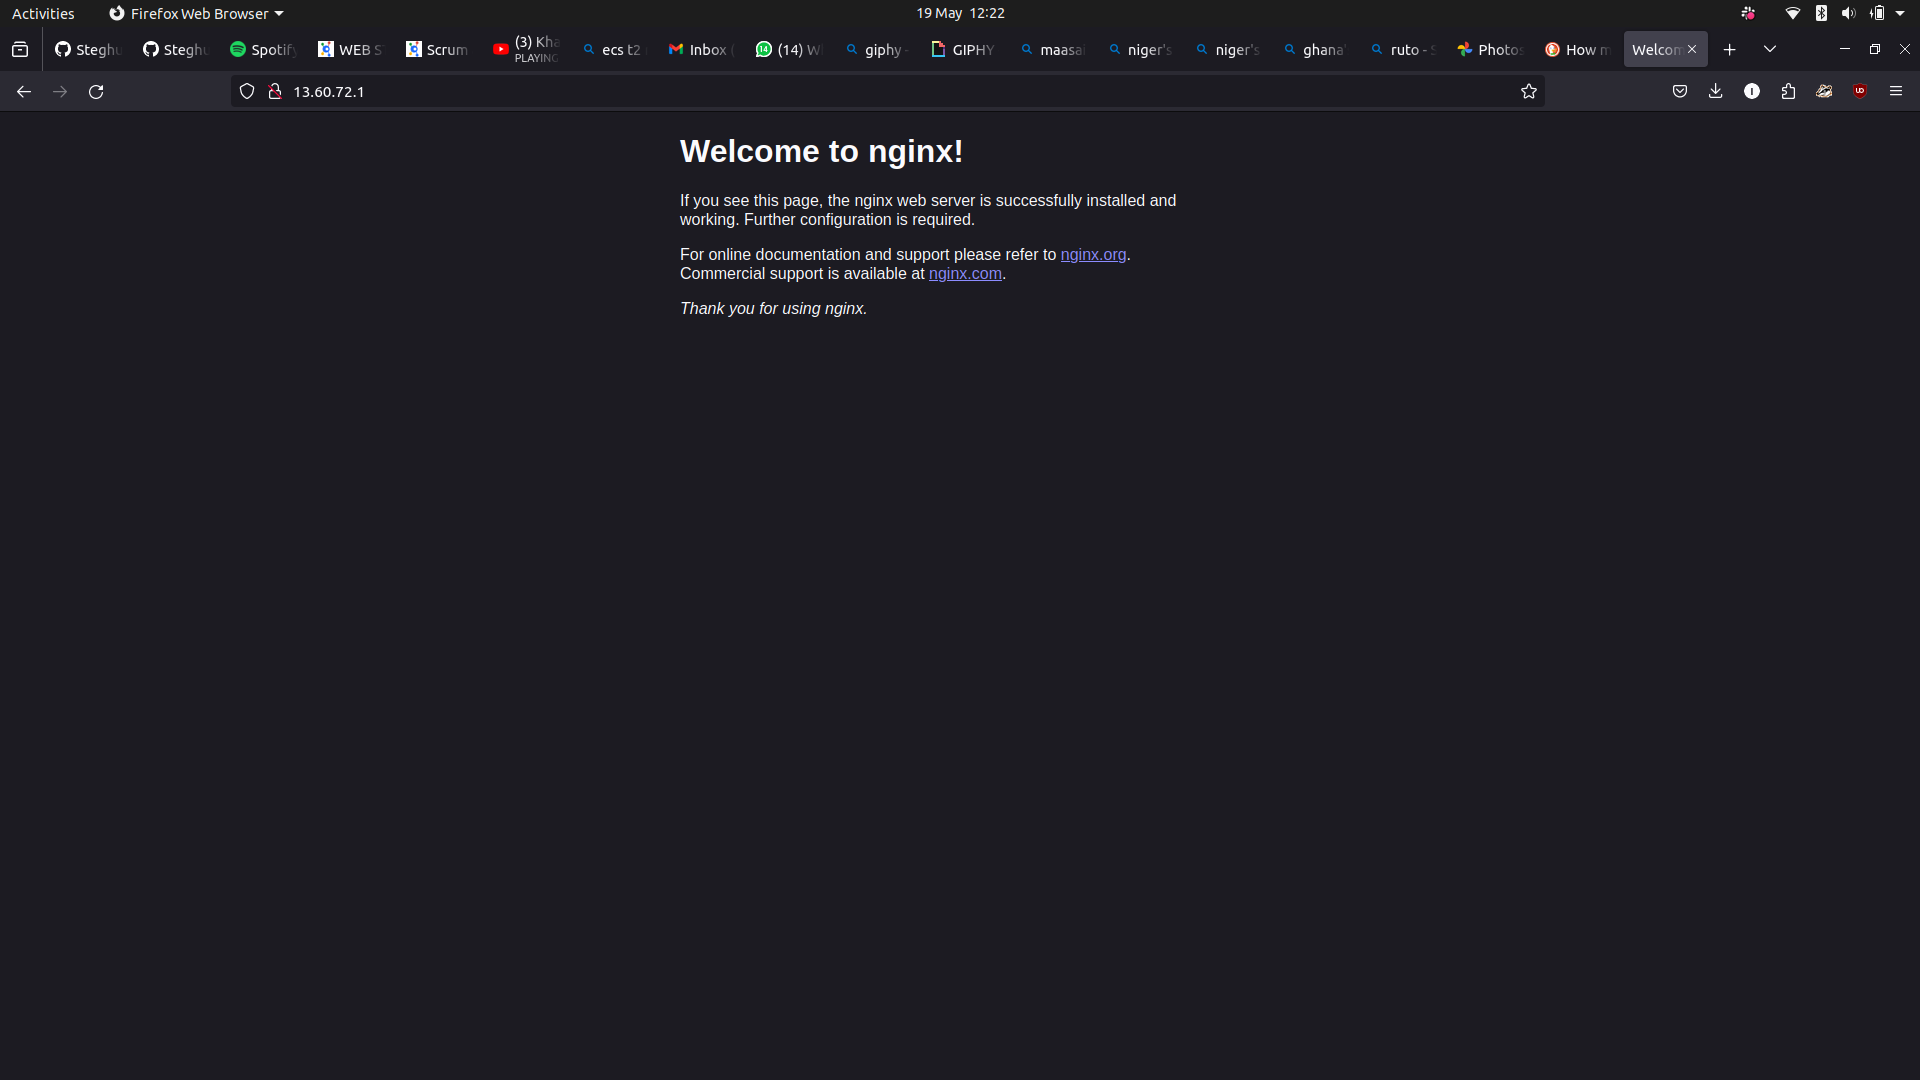 Activities
Firefox Web Browser
19 May 12:22
Steghu
Steghu
Spotify
WEB S
Scrum
(3) Kha
PLAYING
ecs t2
Inbox (
(14) W
giphy -
GIPHY
maasai
niger's
niger's
ghana'
ruto - S
Photos
How m
Welcom
13.60.72.1
Welcome to nginx!
If you see this page, the nginx web server is successfully installed and
working. Further configuration is required.
For online documentation and support please refer to nginx.org.
Commercial support is available at nginx.com.
Thank you for using nginx.